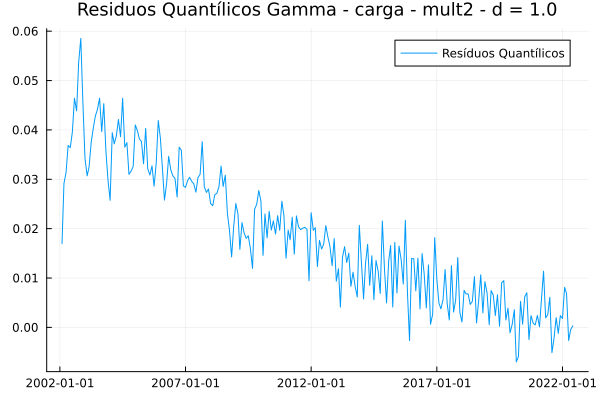 Residuos Quantílicos Gamma - carga - mult2 - d = 1.0
Resíduos Quantílicos
0.06
0.05
0.04
0.03
0.02
0.01
0.00
2002-01-01 2007-01-01 2012-01-01 2017-01-01 2022-01-01